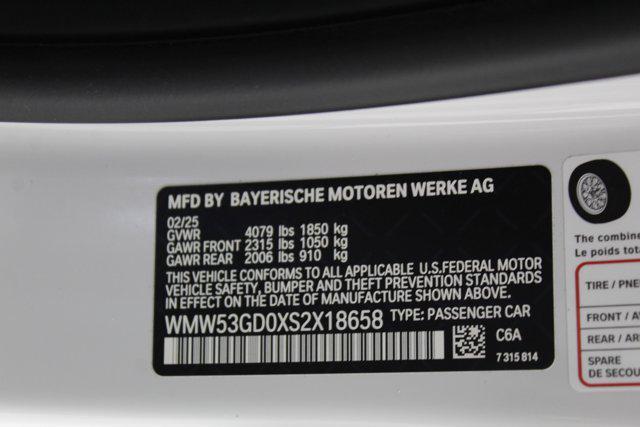 MFD BY BAYERISCHE MOTOREN WERKE AG
02/25
GVWR 4079 lbs 1850 kg
GAWR FRONT 2315 lbs 1050 kg
GAWR REAR 2006 lbs 910 kg
THIS VEHICLE CONFORMS TO ALL APPLICABLE U.S.FEDERAL MOTOR
VEHICLE SAFETY, BUMPER AND THEFT PREVENTION STANDARDS
IN EFFECT ON THE DATE OF MANUFACTURE SHOWN ABOVE.
WMW53GD0XS2X18658 TYPE: PASSENGER CAR
C6A
7 315 814
The combine
Le poids tota
TIRE / PNE
FRONT / AV
REAR / ARR
SPARE
DE SECOU